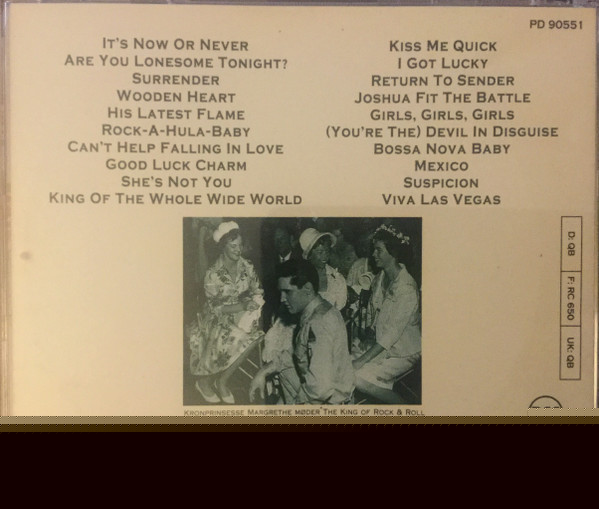 PD 90551
IT'S NOW OR NEVER
ARE YOU LONESOME TONIGHT?
SURRENDER
WOODEN HEART
HIS LATEST FLAME
ROCK-A-HULA-BABY
CAN'T HELP FALLING IN LOVE
GOOD LUCK CHARM
SHE'S NOT YOU
KING OF THE WHOLE WIDE WORLD
KISS ME QUICK
I GOT LUCKY
RETURN TO SENDER
JOSHUA FIT THE BATTLE
GIRLS, GIRLS, GIRLS
(YOU'RE THE) DEVIL IN DISGUISE
BOSSA NOVA BABY
MEXICO
SUSPICION
VIVA LAS VEGAS
D: QB
F: RC 650
UK: QB
KRONPRINSESSE MARGRETHE MØDER "THE KING OF ROCK & ROLL